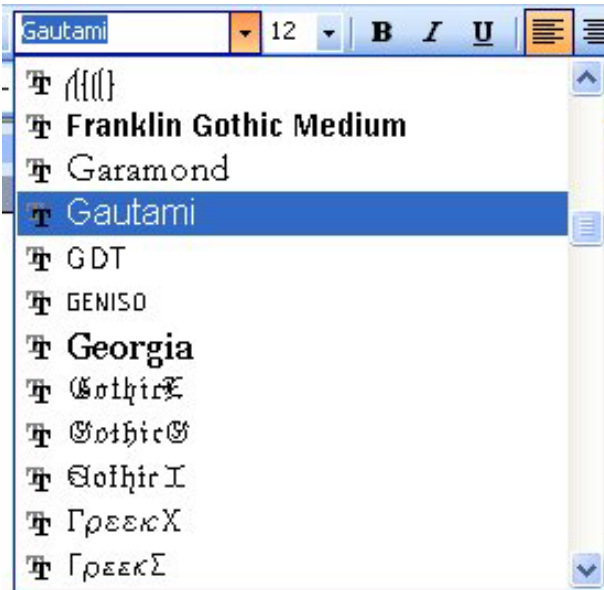 Gautami 12 B I U
Franklin Gothic Medium
Garamond
Gautami
GDT
GENISO
Georgia
GothicE
GothicG
GothicI
ΓρεεκΧ
ΓρεεκΣ